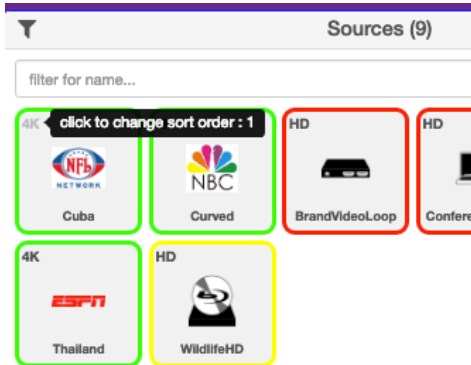 Sources (9)
filter for name...
4K
click to change sort order : 1
HD
HD
NFL
NETWORK
NBC
Cuba
Curved
BrandVideoLoop
Confere
4K
HD
ESPN
Thailand
WildlifeHD